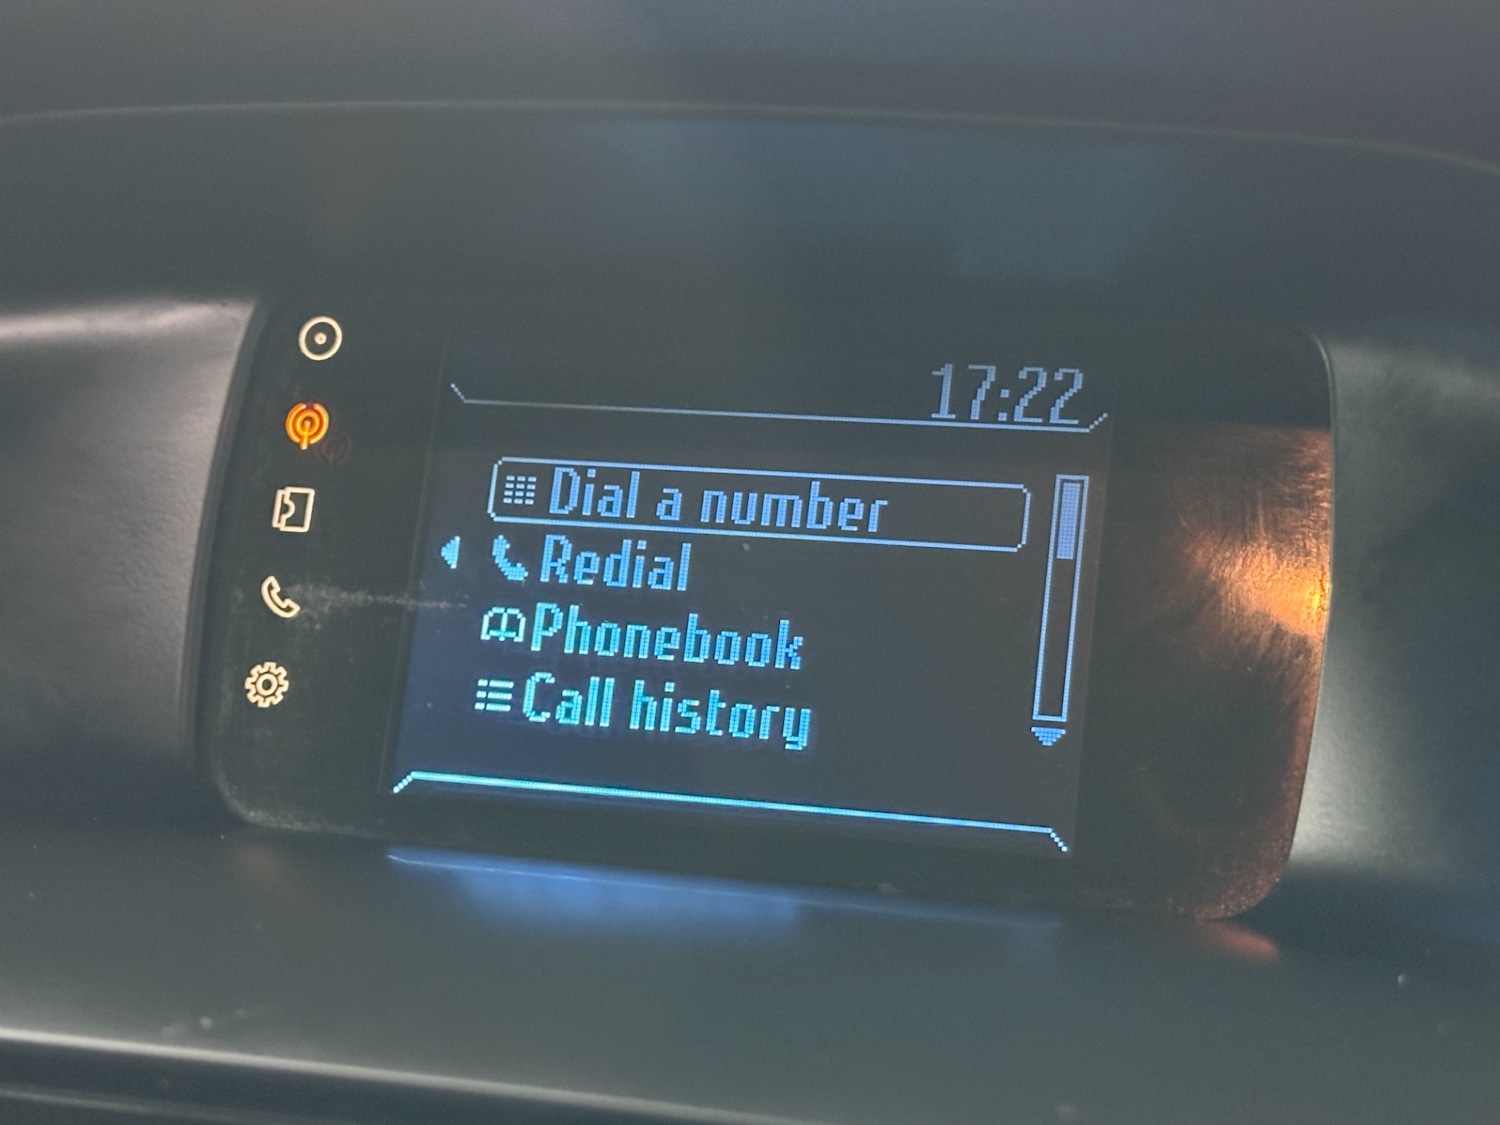 17:22
Dial a number
Redial
Phonebook
Call history